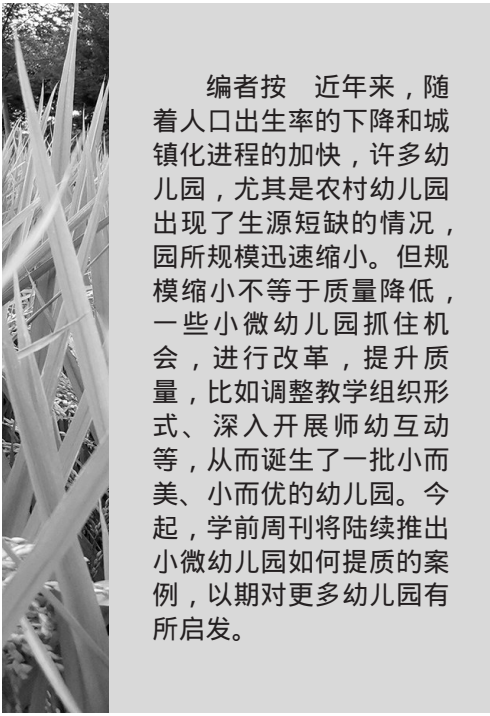 编者按　近年来，随
着人口出生率的下降和城
镇化进程的加快，许多幼
儿园，尤其是农村幼儿园
出现了生源短缺的情况，
园所规模迅速缩小。但规
模缩小不等于质量降低，
一些小微幼儿园抓住机
会，进行改革，提升质
量，比如调整教学组织形
式、深入开展师幼互动
等，从而诞生了一批小而
美、小而优的幼儿园。今
起，学前周刊将陆续推出
小微幼儿园如何提质的案
例，以期对更多幼儿园有
所启发。